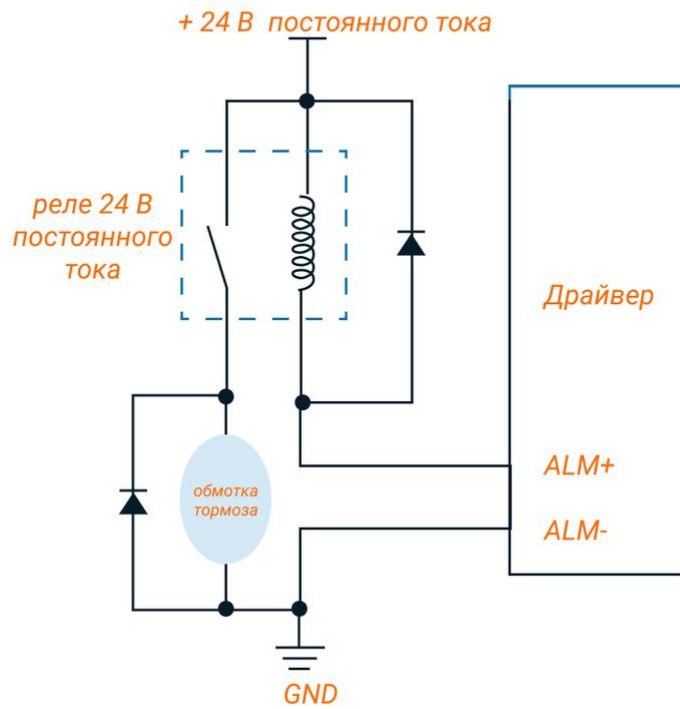 + 24 В постоянного тока
реле 24 В
постоянного
тока
Драйвер
ALM+
обмотка
тормоза
ALM-
GND